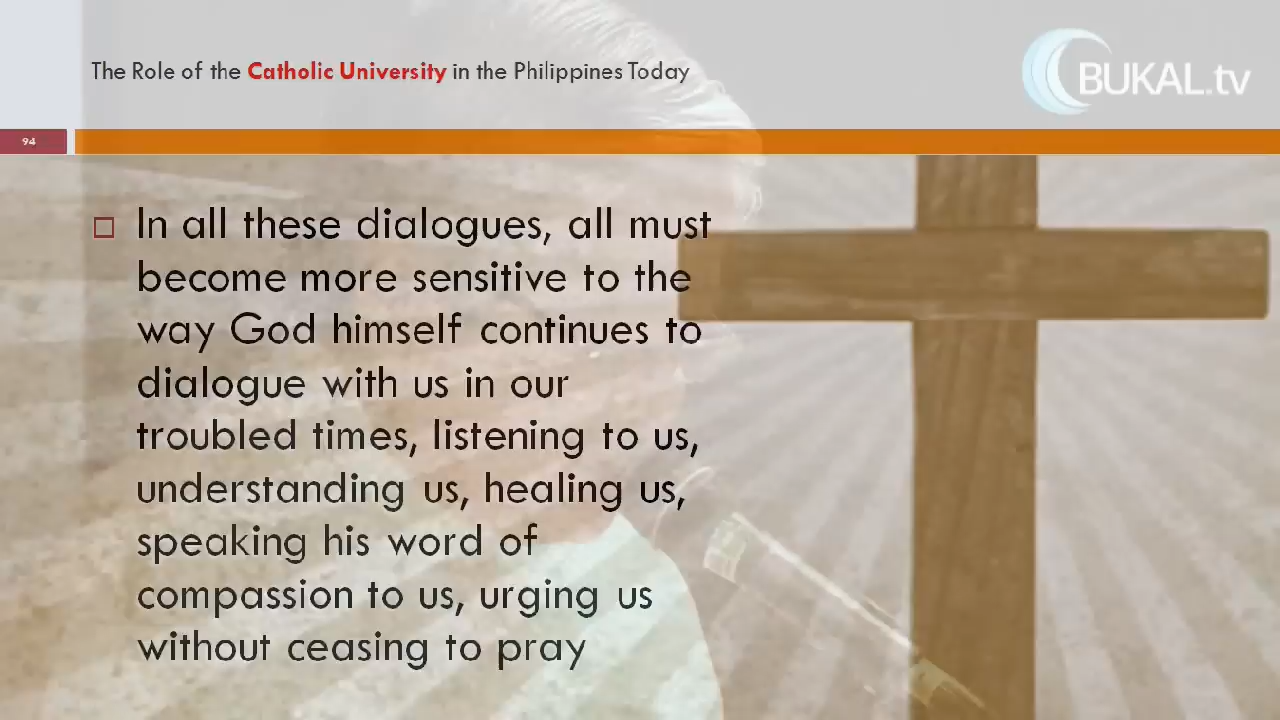 The Role of the Catholic University in the Philippines Today
BUKAL.tv
94
In all these dialogues, all must
become more sensitive to the
way God himself continues to
dialogue with us in our
troubled times, listening to us,
understanding us, healing us,
speaking his word of
compassion to us, urging us
without ceasing to pray